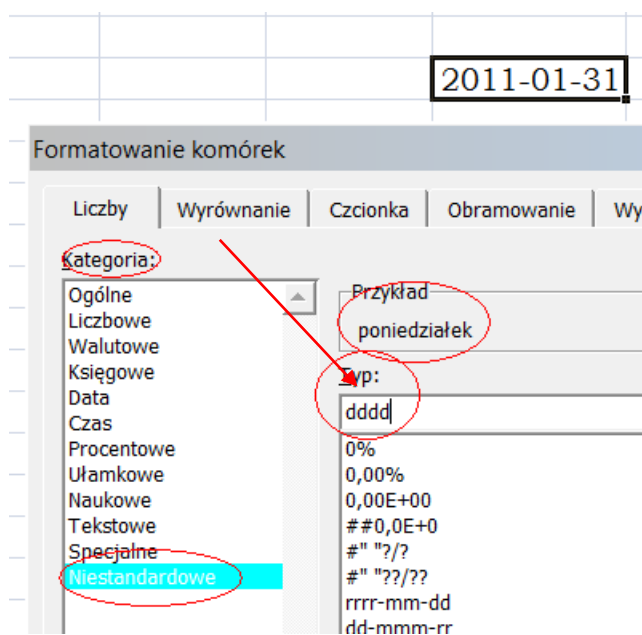 2011-01-31
Formatowanie komórek
Liczby Wyrównanie Czcionka Obramowanie Wy
Kategoria:
Ogólne
Liczbowe
Walutowe
Księgowe
Data
Czas
Procentowe
Ułamkowe
Naukowe
Tekstowe
Specjalne
Niestandardowe
Przykład
poniedziałek
Typ:
dddd
0%
0,00%
0,00E+00
##0,0E+0
#" "?/?
#" "??/??
rrrr-mm-dd
dd-mmm-rr